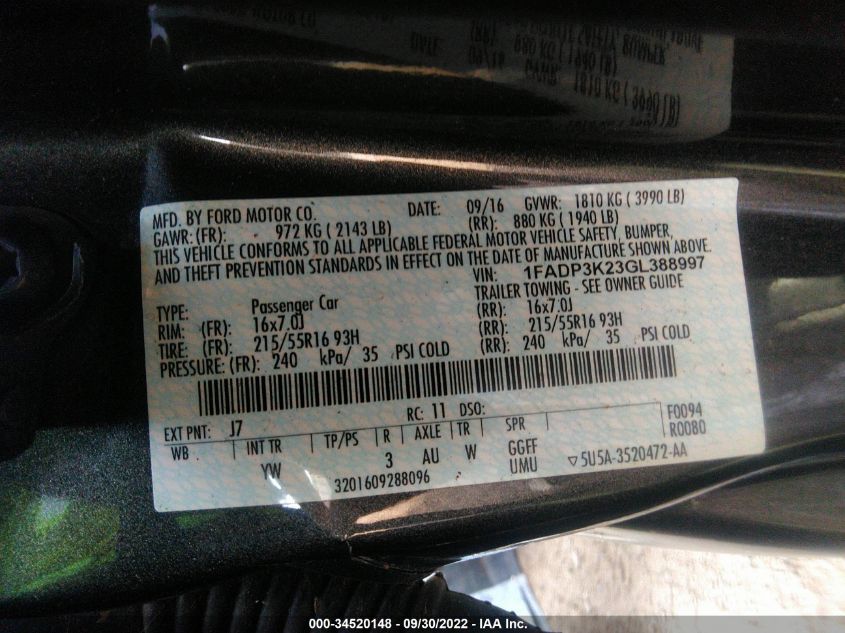 MFD. BY FORD MOTOR CO. DATE: 09/16 GVWR: 1810 KG ( 3990 LB)
GAWR: (FR): 972 KG ( 2143 LB) (RR): 880 KG ( 1940 LB)
THIS VEHICLE CONFORMS TO ALL APPLICABLE FEDERAL MOTOR VEHICLE SAFETY, BUMPER,
AND THEFT PREVENTION STANDARDS IN EFFECT ON THE DATE OF MANUFACTURE SHOWN ABOVE.
VIN: 1FADP3K23GL388997
TYPE: Passenger Car TRAILER TOWING - SEE OWNER GUIDE
RIM: (FR): 16x7.0J (RR): 16x7.0J
TIRE: (FR): 215/55R16 93H (RR): 215/55R16 93H
PRESSURE: (FR): 240 kPa/ 35 PSI COLD (RR): 240 kPa/ 35 PSI COLD
EXT PNT: J7 RC: 11 DSO: F0094
WB INT TR TP/PS R AXLE TR SPR R0080
YW 3 AU W GGFF
UMU ▽5U5A-3520472-AA
3201609288096
000-34520148 - 09/30/2022 - IAA Inc.